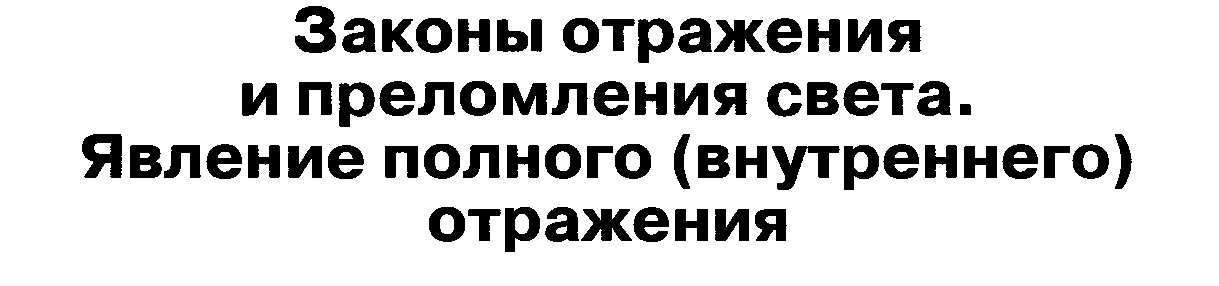 Законы отражения
и преломления света.
Явление полного (внутреннего)
отражения